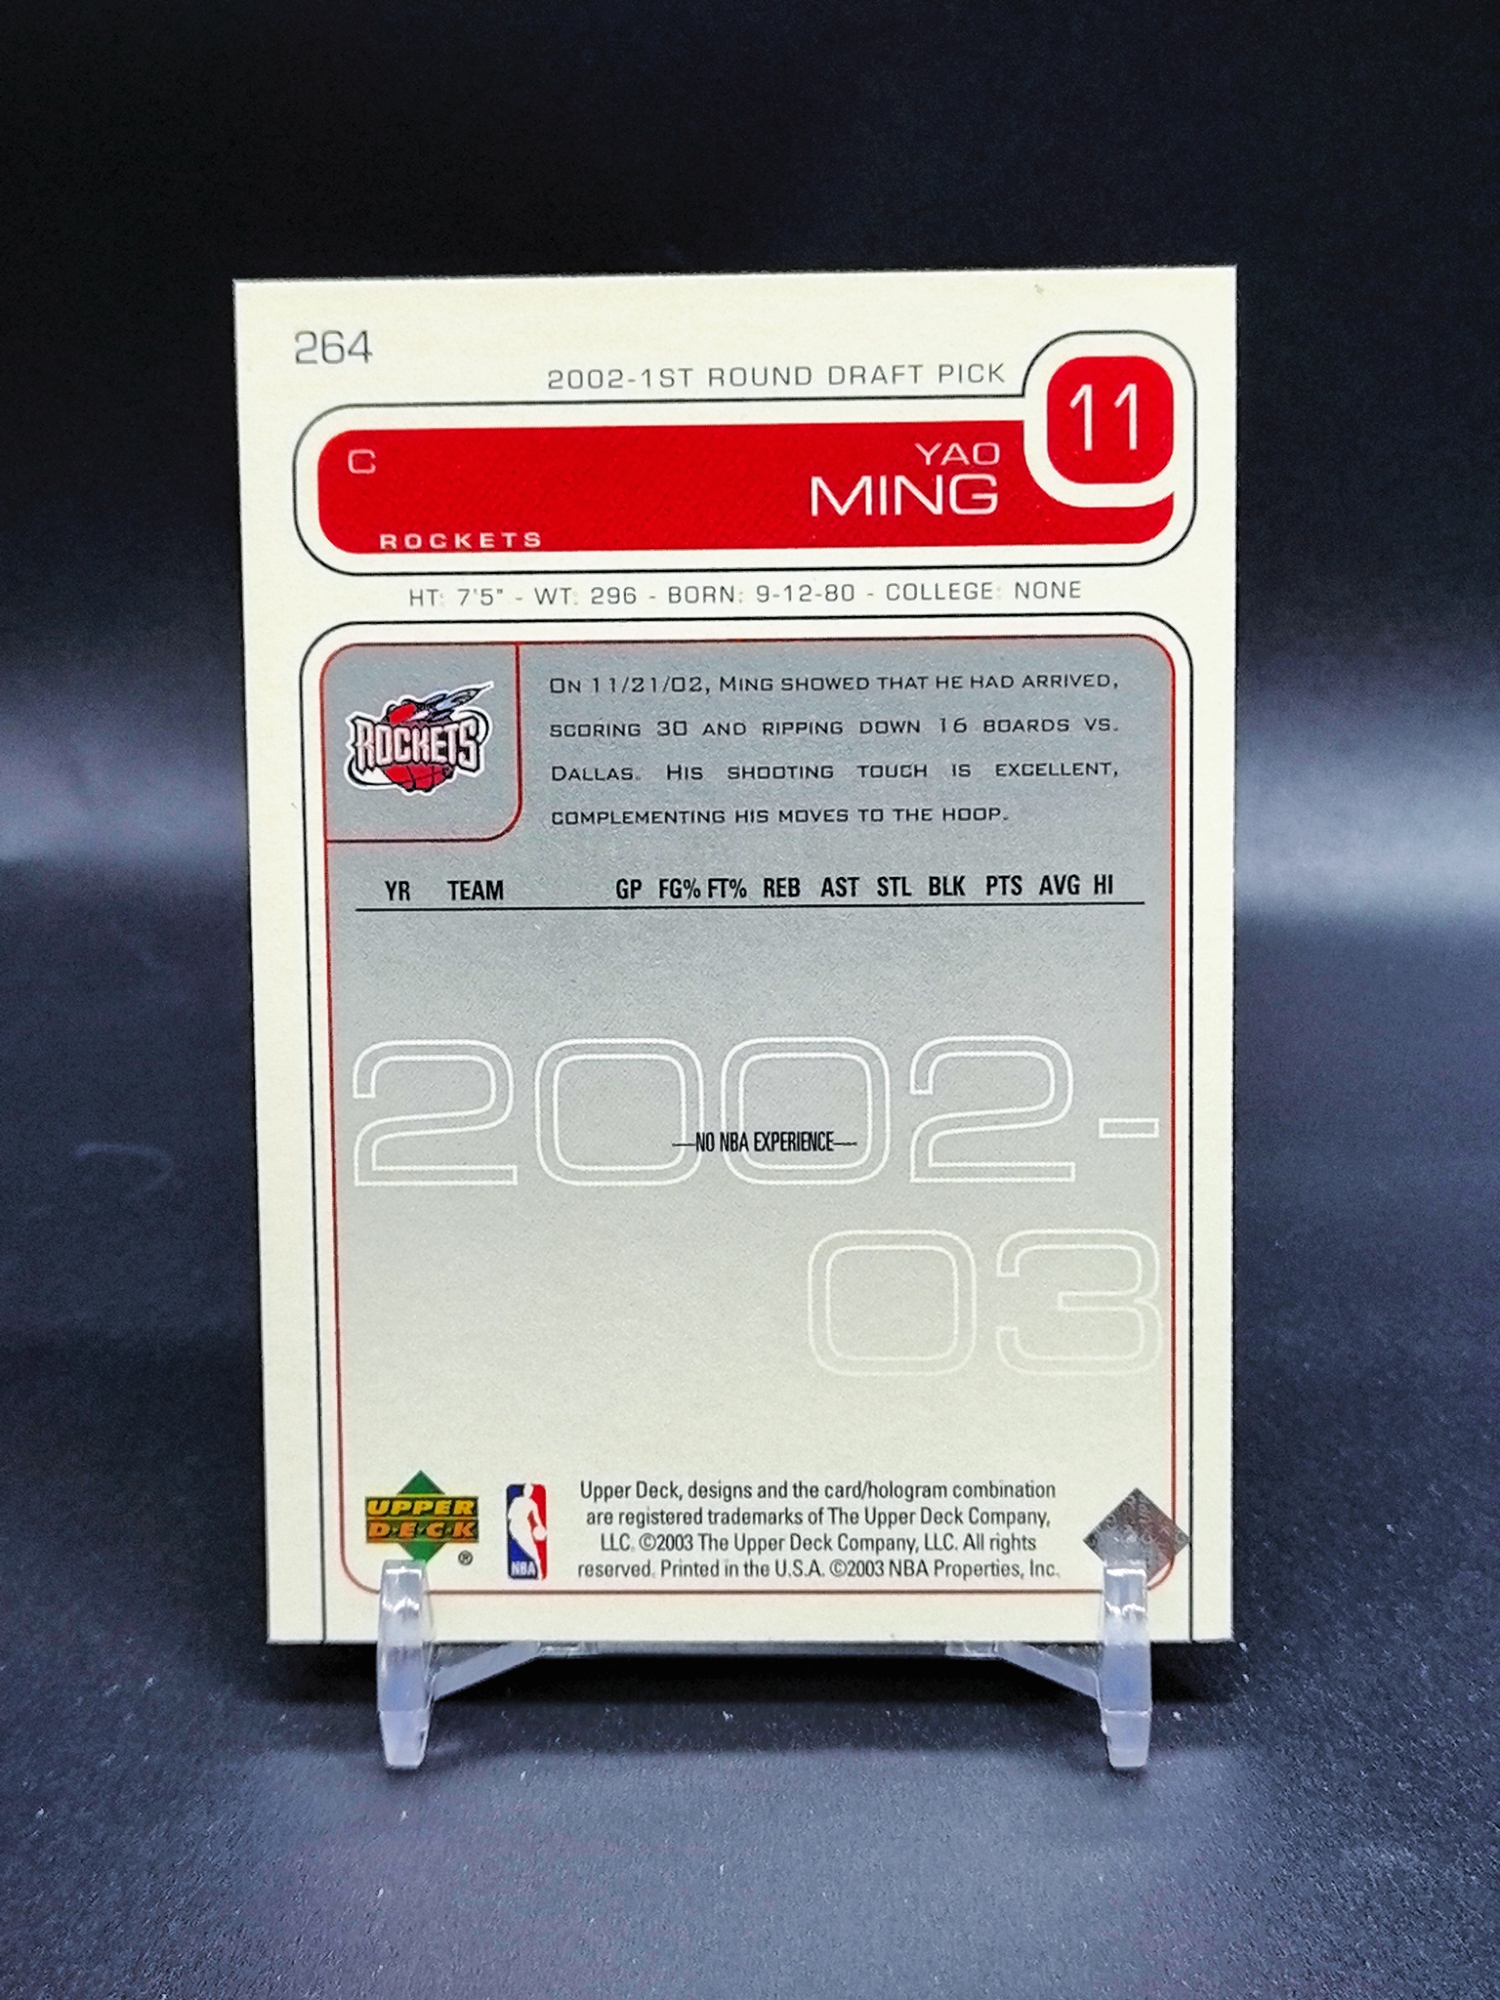 264
2002-1ST ROUND DRAFT PICK
11
C
YAO
MING
ROCKETS
HT: 7'5" - WT: 296 - BORN: 9-12-80 - COLLEGE: NONE
ROCKETS
ON 11/21/02, MING SHOWED THAT HE HAD ARRIVED,
SCORING 30 AND RIPPING DOWN 16 BOARDS VS.
DALLAS. HIS SHOOTING TOUCH IS EXCELLENT,
COMPLEMENTING HIS MOVES TO THE HOOP.
YR TEAM GP FG% FT% REB AST STL BLK PTS AVG HI
2002-
—NO NBA EXPERIENCE—
03
UPPER
DECK
®
NBA
Upper Deck, designs and the card/hologram combination
are registered trademarks of The Upper Deck Company,
LLC. ©2003 The Upper Deck Company, LLC. All rights
reserved. Printed in the U.S.A. ©2003 NBA Properties, Inc.